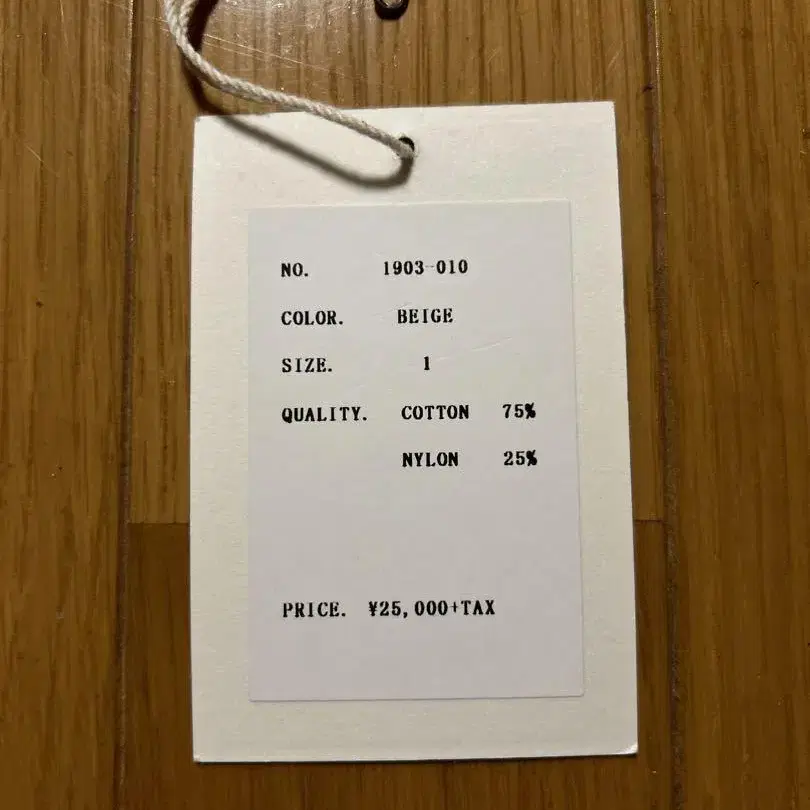 NO. 1903-010
COLOR. BEIGE
SIZE. 1
QUALITY. COTTON 75%
NYLON 25%
PRICE. ¥25,000+TAX